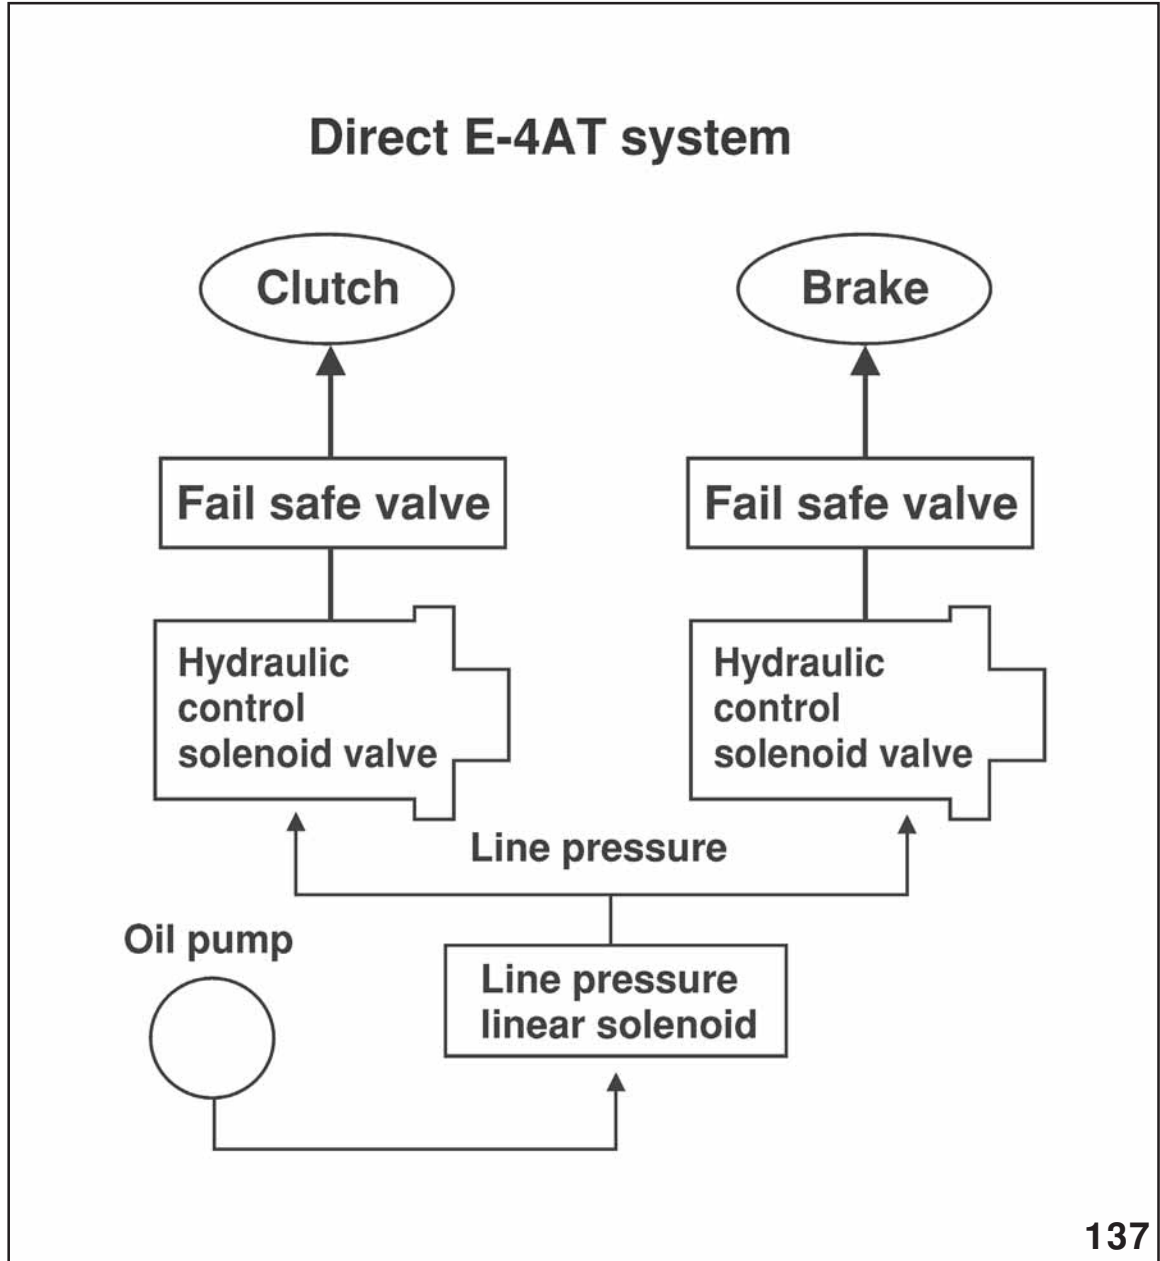 Direct E-4AT system
Clutch
Brake
Fail safe valve
Fail safe valve
Hydraulic
control
solenoid valve
Hydraulic
control
solenoid valve
Line pressure
Oil pump
Line pressure
linear solenoid
137